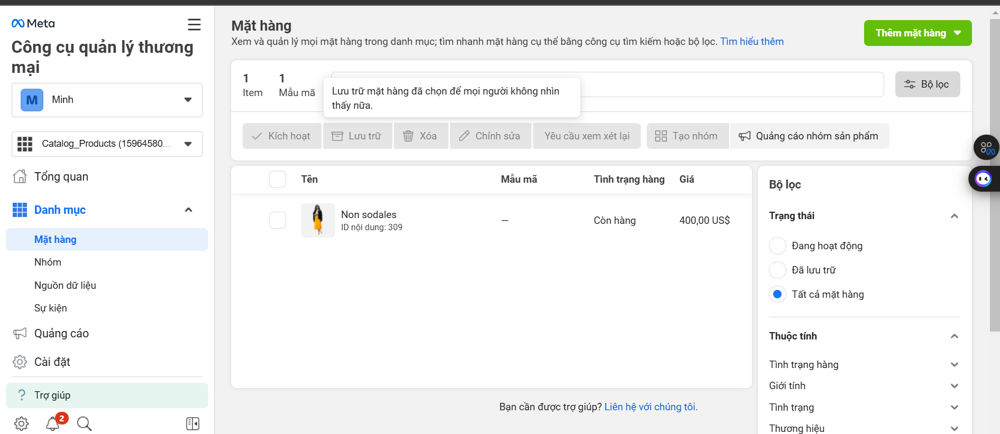 Meta
Công cụ quản lý thương
mại
M
Minh
Catalog_Products (15964580...
Tổng quan
Danh mục
Mặt hàng
Nhóm
Nguồn dữ liệu
Sự kiện
Quảng cáo
Cài đặt
? Trợ giúp
2
Mặt hàng
Xem và quản lý mọi mặt hàng trong danh mục; tìm nhanh mặt hàng cụ thể bằng công cụ tìm kiếm hoặc bộ lọc. Tìm hiểu thêm
Thêm mặt hàng
1
Item
1
Mẫu mã
Lưu trữ mặt hàng đã chọn để mọi người không nhìn
thấy nữa.
Bộ lọc
Kích hoạt
Lưu trữ
Xóa
Chỉnh sửa
Yêu cầu xem xét lại
Tạo nhóm
Quảng cáo nhóm sản phẩm
Tên
Mẫu mã
Tình trạng hàng
Giá
Non sodales
ID nội dung: 309
—
Còn hàng
400,00 US$
Bạn cần được trợ giúp? Liên hệ với chúng tôi.
Bộ lọc
Trạng thái
Đang hoạt động
Đã lưu trữ
Tất cả mặt hàng
Thuộc tính
Tình trạng hàng
Giới tính
Tình trạng
Thương hiệu